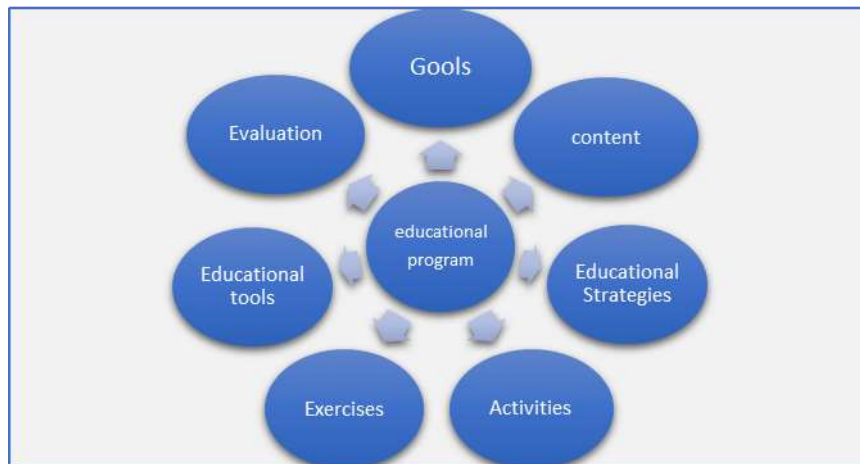 Gools
content
Educational
Strategies
Activities
Exercises
Educational
tools
Evaluation
educational
program